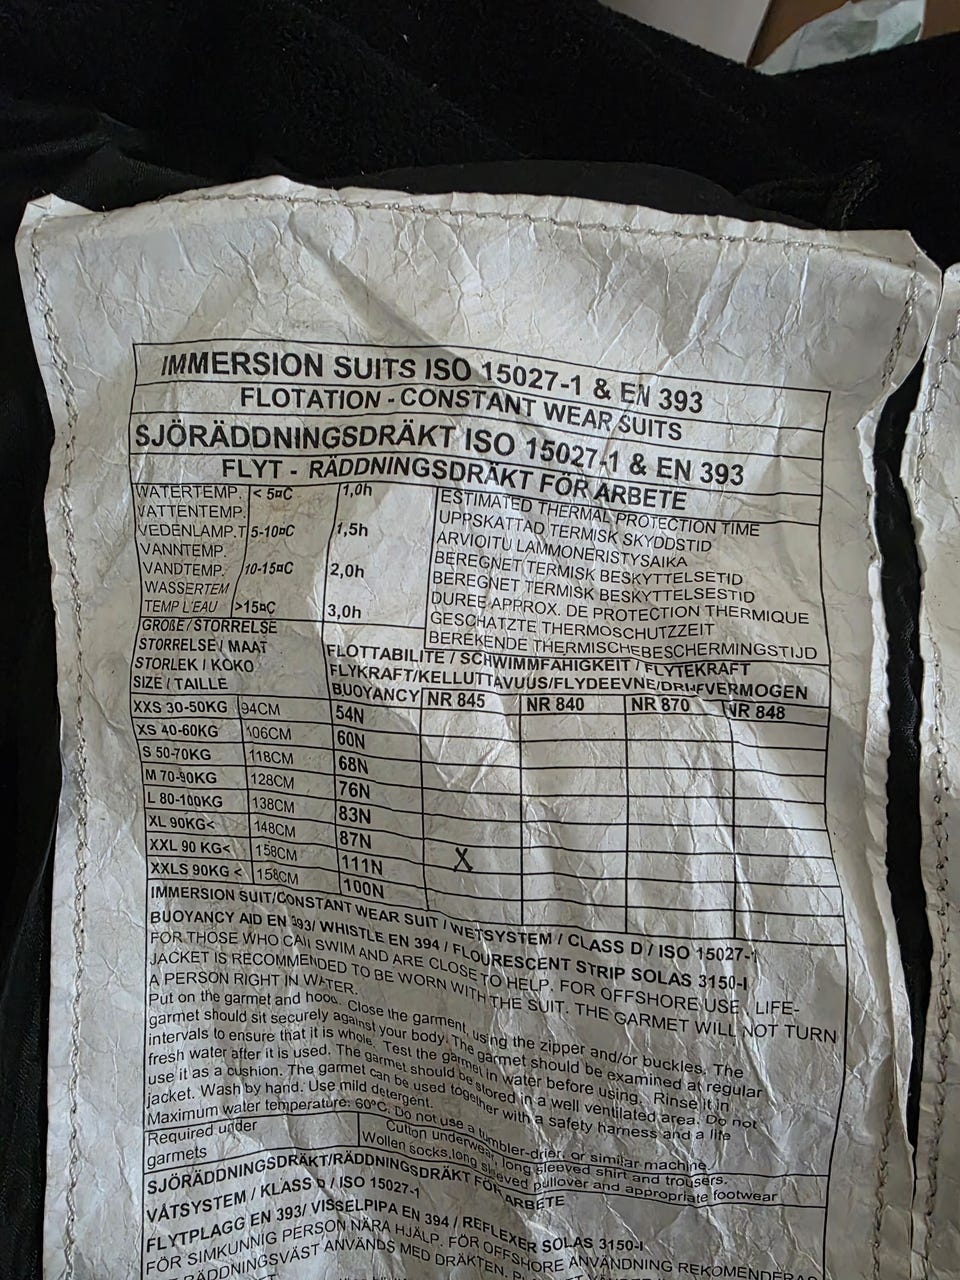 IMMERSION SUITS ISO 15027-1 & EN 393
FLOTATION - CONSTANT WEAR SUITS
SJÖRÄDDNINGSDRÄKT ISO 15027-1 & EN 393
FLYT - RÄDDNINGSDRÄKT FÖR ARBETE
WATERTEMP. < 5¤C 1,0h
VATTENTEMP.
VEDENLAMP.T 5-10¤C 1,5h
VANNTEMP.
VANDTEMP. 10-15¤C 2,0h
WASSERTEM
TEMP L'EAU >15¤C 3,0h
ESTIMATED THERMAL PROTECTION TIME
UPPSKATTAD TERMISK SKYDDSTID
ARVIOITU LAMMONERISTYSAIKA
BEREGNET TERMISK BESKYTTELSETID
BEREGNET TERMISK BESKYTTELSESTID
DUREE APPROX. DE PROTECTION THERMIQUE
GESCHATZTE THERMOSCHUTZZEIT
BEREKENDE THERMISCHEBESCHERMINGSTIJD
GROßE/STORRELSE
STORRELSE / MAAT
STORLEK / KOKO
SIZE / TAILLE
FLOTTABILITE / SCHWIMMFÄHIGKEIT / FLYTEKRAFT
FLYKRAFT/KELLUTTAVUUS/FLYDEEVNE/DRIJFVERMOGEN
BUOYANCY NR 845 NR 840 NR 870 NR 848
XXS 30-50KG 94CM 54N
XS 40-60KG 106CM 60N
S 50-70KG 118CM 68N
M 70-90KG 128CM 76N
L 80-100KG 138CM 83N
XL 90KG< 148CM 87N
XXL 90 KG< 158CM 111N X
XXLS 90KG < 158CM 100N
IMMERSION SUIT/CONSTANT WEAR SUIT / WETSYSTEM / CLASS D / ISO 15027-1
BUOYANCY AID EN 393/ WHISTLE EN 394 / FLOURESCENT STRIP SOLAS 3150-I
FOR THOSE WHO CAN SWIM AND ARE CLOSE TO HELP. FOR OFFSHORE USE, LIFE-
JACKET IS RECOMMENDED TO BE WORN WITH THE SUIT. THE GARMET WILL NOT TURN
A PERSON RIGHT IN WATER.
Put on the garmet and hood. Close the garment, using the zipper and/or buckles. The
garmet should sit securely against your body. The garmet should be examined at regular
intervals to ensure that it is whole. Test the garmet in water before using. Rinse it in
fresh water after it is used. The garmet should be stored in a well ventilated area. Do not
use it as a cushion. The garmet can be used together with a safety harness and a life
jacket. Wash by hand. Use mild detergent.
Maximum water temperature: 60°C. Do not use a tumbler-drier, or similar machine.
Required under
garmets
Cutton underwear, long sleeved shirt and trousers.
Wollen socks,long sleeved pullover and appropriate footwear
SJÖRÄDDNINGSDRÄKT/RÄDDNINGSDRÄKT FÖR ARBETE
VÅTSYSTEM / KLASS D / ISO 15027-1
FLYTPLAGG EN 393/ VISSELPIPA EN 394 / REFLEXER SOLAS 3150-I
FÖR SIMKUNNIG PERSON NÄRA HJÄLP. FÖR OFFSHORE ANVÄNDNING REKOMENDERAS
RÄDDNINGSVÄST ANVÄNDS MED DRÄKTEN.